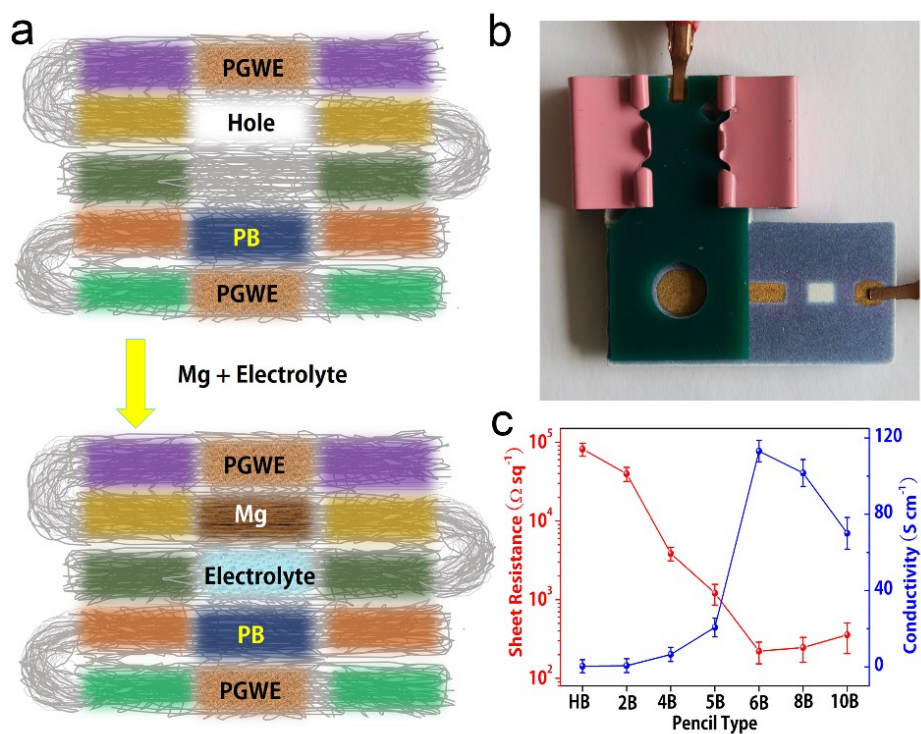 a
PGWE
Hole
PB
PGWE
Mg + Electrolyte
PGWE
Mg
Electrolyte
PB
PGWE
b
c
Sheet Resistance (Ω sq⁻¹)
10⁵
10⁴
10³
10²
HB 2B 4B 5B 6B 8B 10B
Pencil Type
120
80
40
0
Conductivity (S cm⁻¹)